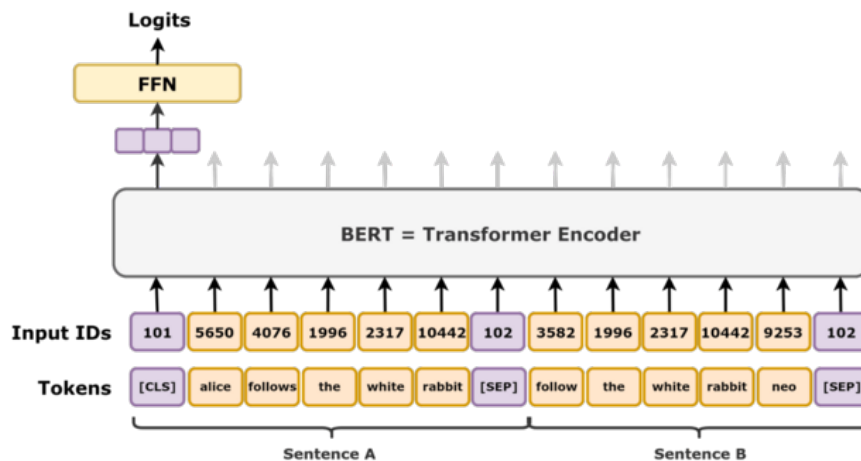 Logits
FFN
BERT = Transformer Encoder
Input IDs 101 5650 4076 1996 2317 10442 102 3582 1996 2317 10442 9253 102
Tokens [CLS] alice follows the white rabbit [SEP] follow the white rabbit neo [SEP]
Sentence A Sentence B